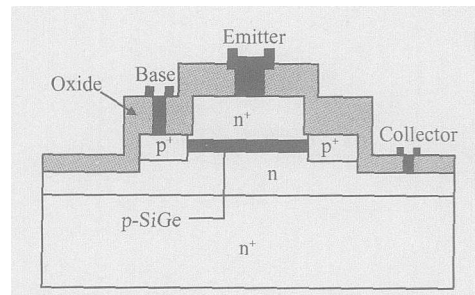 Emitter
Base
Oxide
n+
Collector
p+
p+
n
p-SiGe
n+